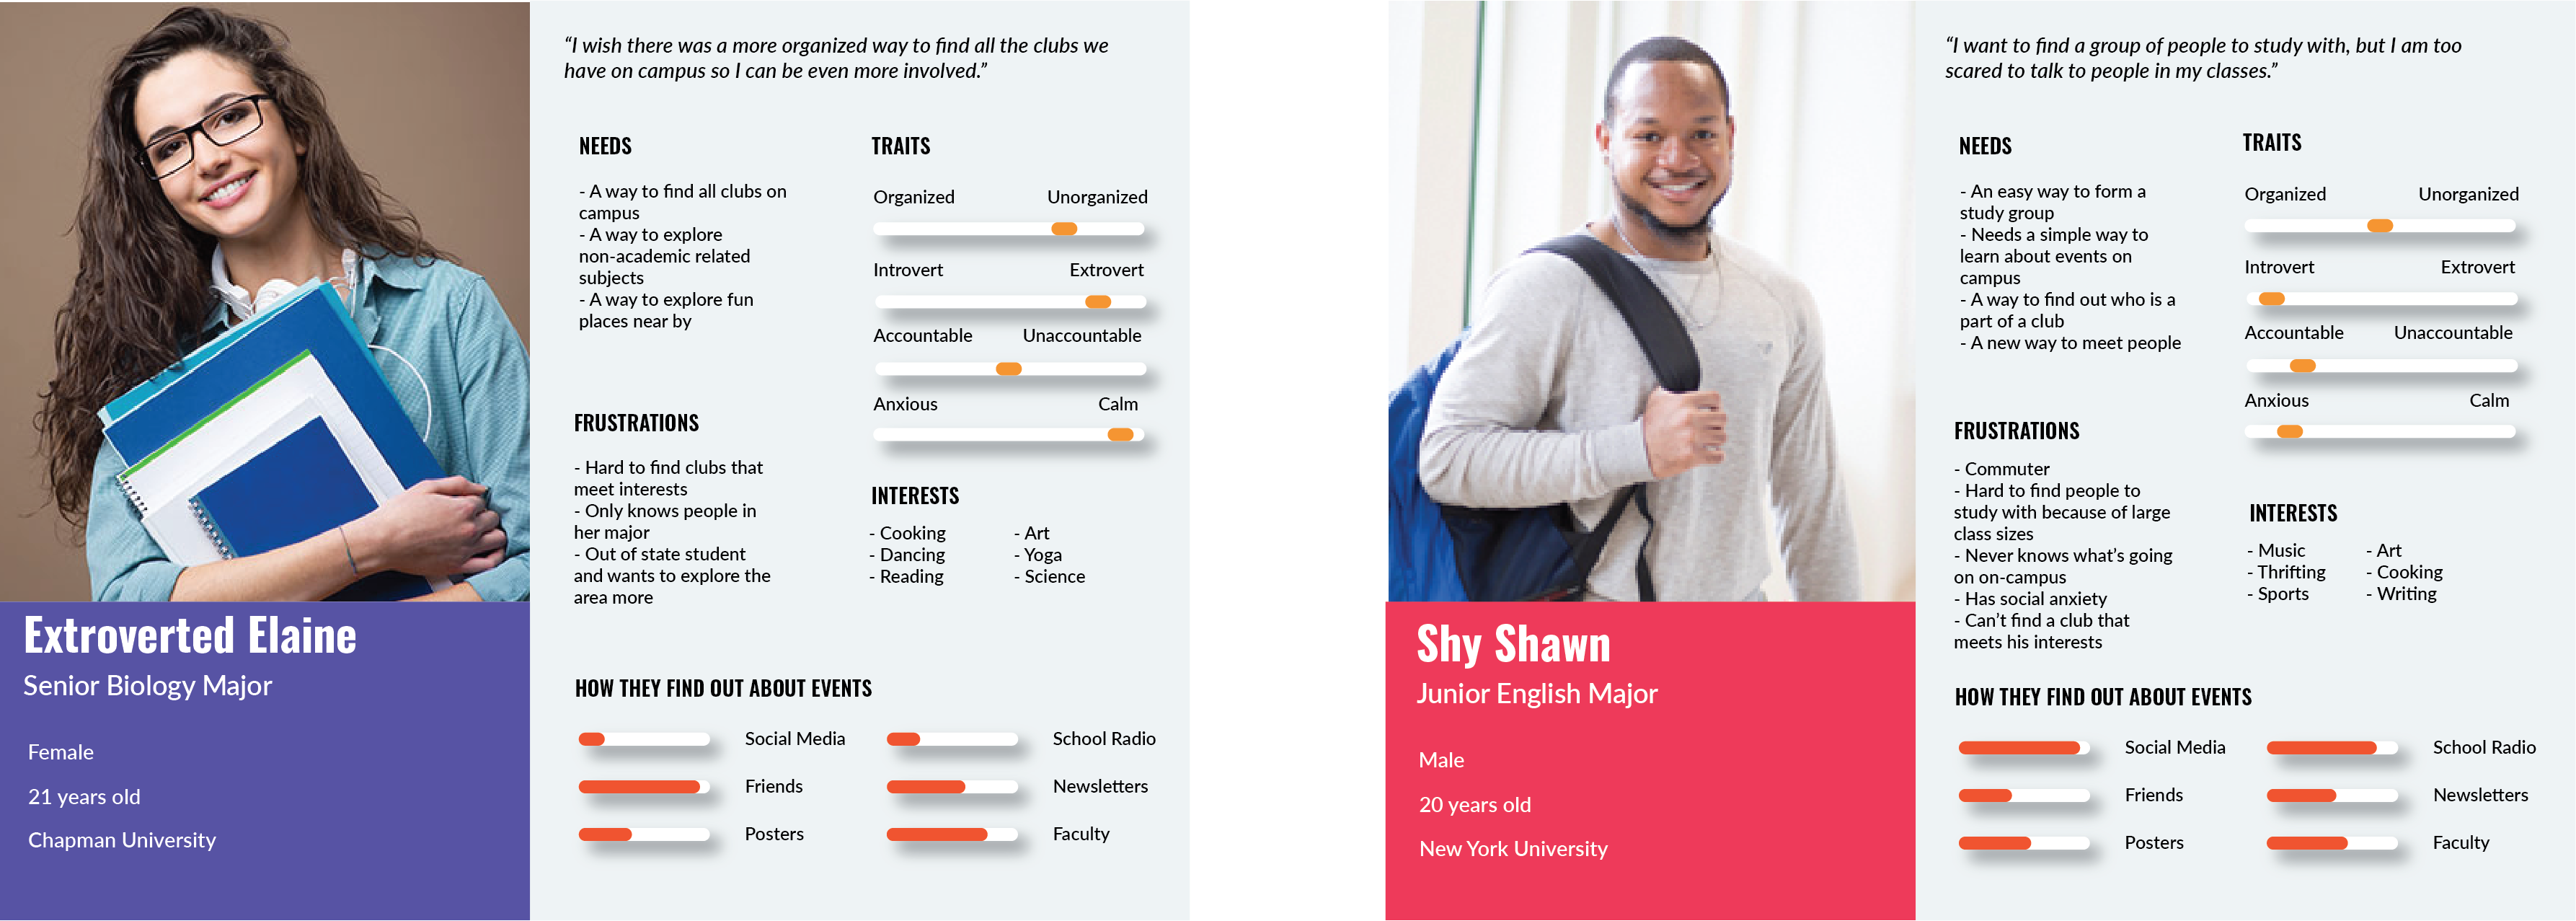 “I wish there was a more organized way to find all the clubs we
have on campus so I can be even more involved.”
NEEDS
- A way to find all clubs on
campus
- A way to explore
non-academic related
subjects
- A way to explore fun
places near by
FRUSTRATIONS
- Hard to find clubs that
meet interests
- Only knows people in
her major
- Out of state student
and wants to explore the
area more
TRAITS
Organized Unorganized
Introvert Extrovert
Accountable Unaccountable
Anxious Calm
INTERESTS
- Cooking - Art
- Dancing - Yoga
- Reading - Science
HOW THEY FIND OUT ABOUT EVENTS
Social Media School Radio
Friends Newsletters
Posters Faculty
Extroverted Elaine
Senior Biology Major
Female
21 years old
Chapman University
“I want to find a group of people to study with, but I am too
scared to talk to people in my classes.”
NEEDS
- An easy way to form a
study group
- Needs a simple way to
learn about events on
campus
- A way to find out who is a
part of a club
- A new way to meet people
FRUSTRATIONS
- Commuter
- Hard to find people to
study with because of large
class sizes
- Never knows what’s going
on on-campus
- Has social anxiety
- Can’t find a club that
meets his interests
TRAITS
Organized Unorganized
Introvert Extrovert
Accountable Unaccountable
Anxious Calm
INTERESTS
- Music - Art
- Thrifting - Cooking
- Sports - Writing
HOW THEY FIND OUT ABOUT EVENTS
Social Media School Radio
Friends Newsletters
Posters Faculty
Shy Shawn
Junior English Major
Male
20 years old
New York University